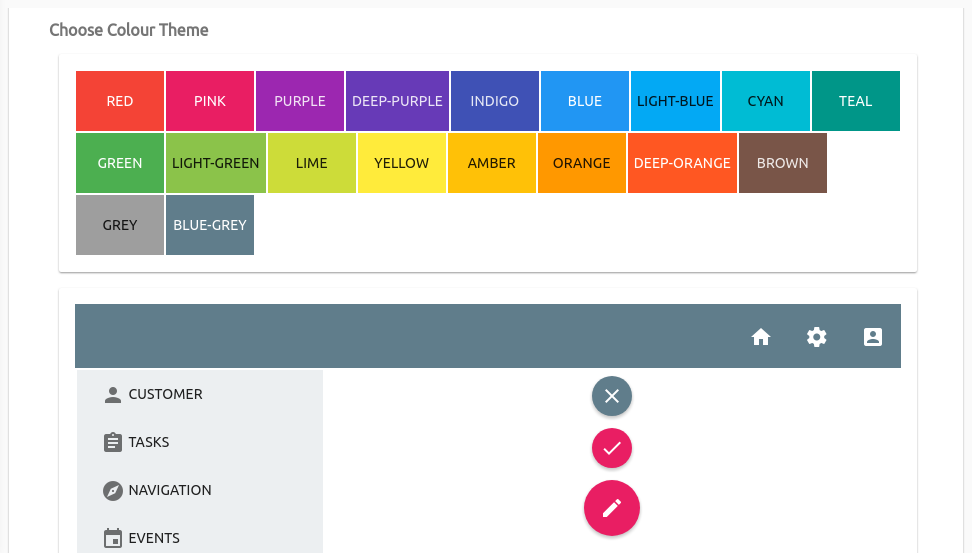 Choose Colour Theme
RED PINK PURPLE DEEP-PURPLE INDIGO BLUE LIGHT-BLUE CYAN TEAL
GREEN LIGHT-GREEN LIME YELLOW AMBER ORANGE DEEP-ORANGE BROWN
GREY BLUE-GREY
CUSTOMER
TASKS
NAVIGATION
EVENTS